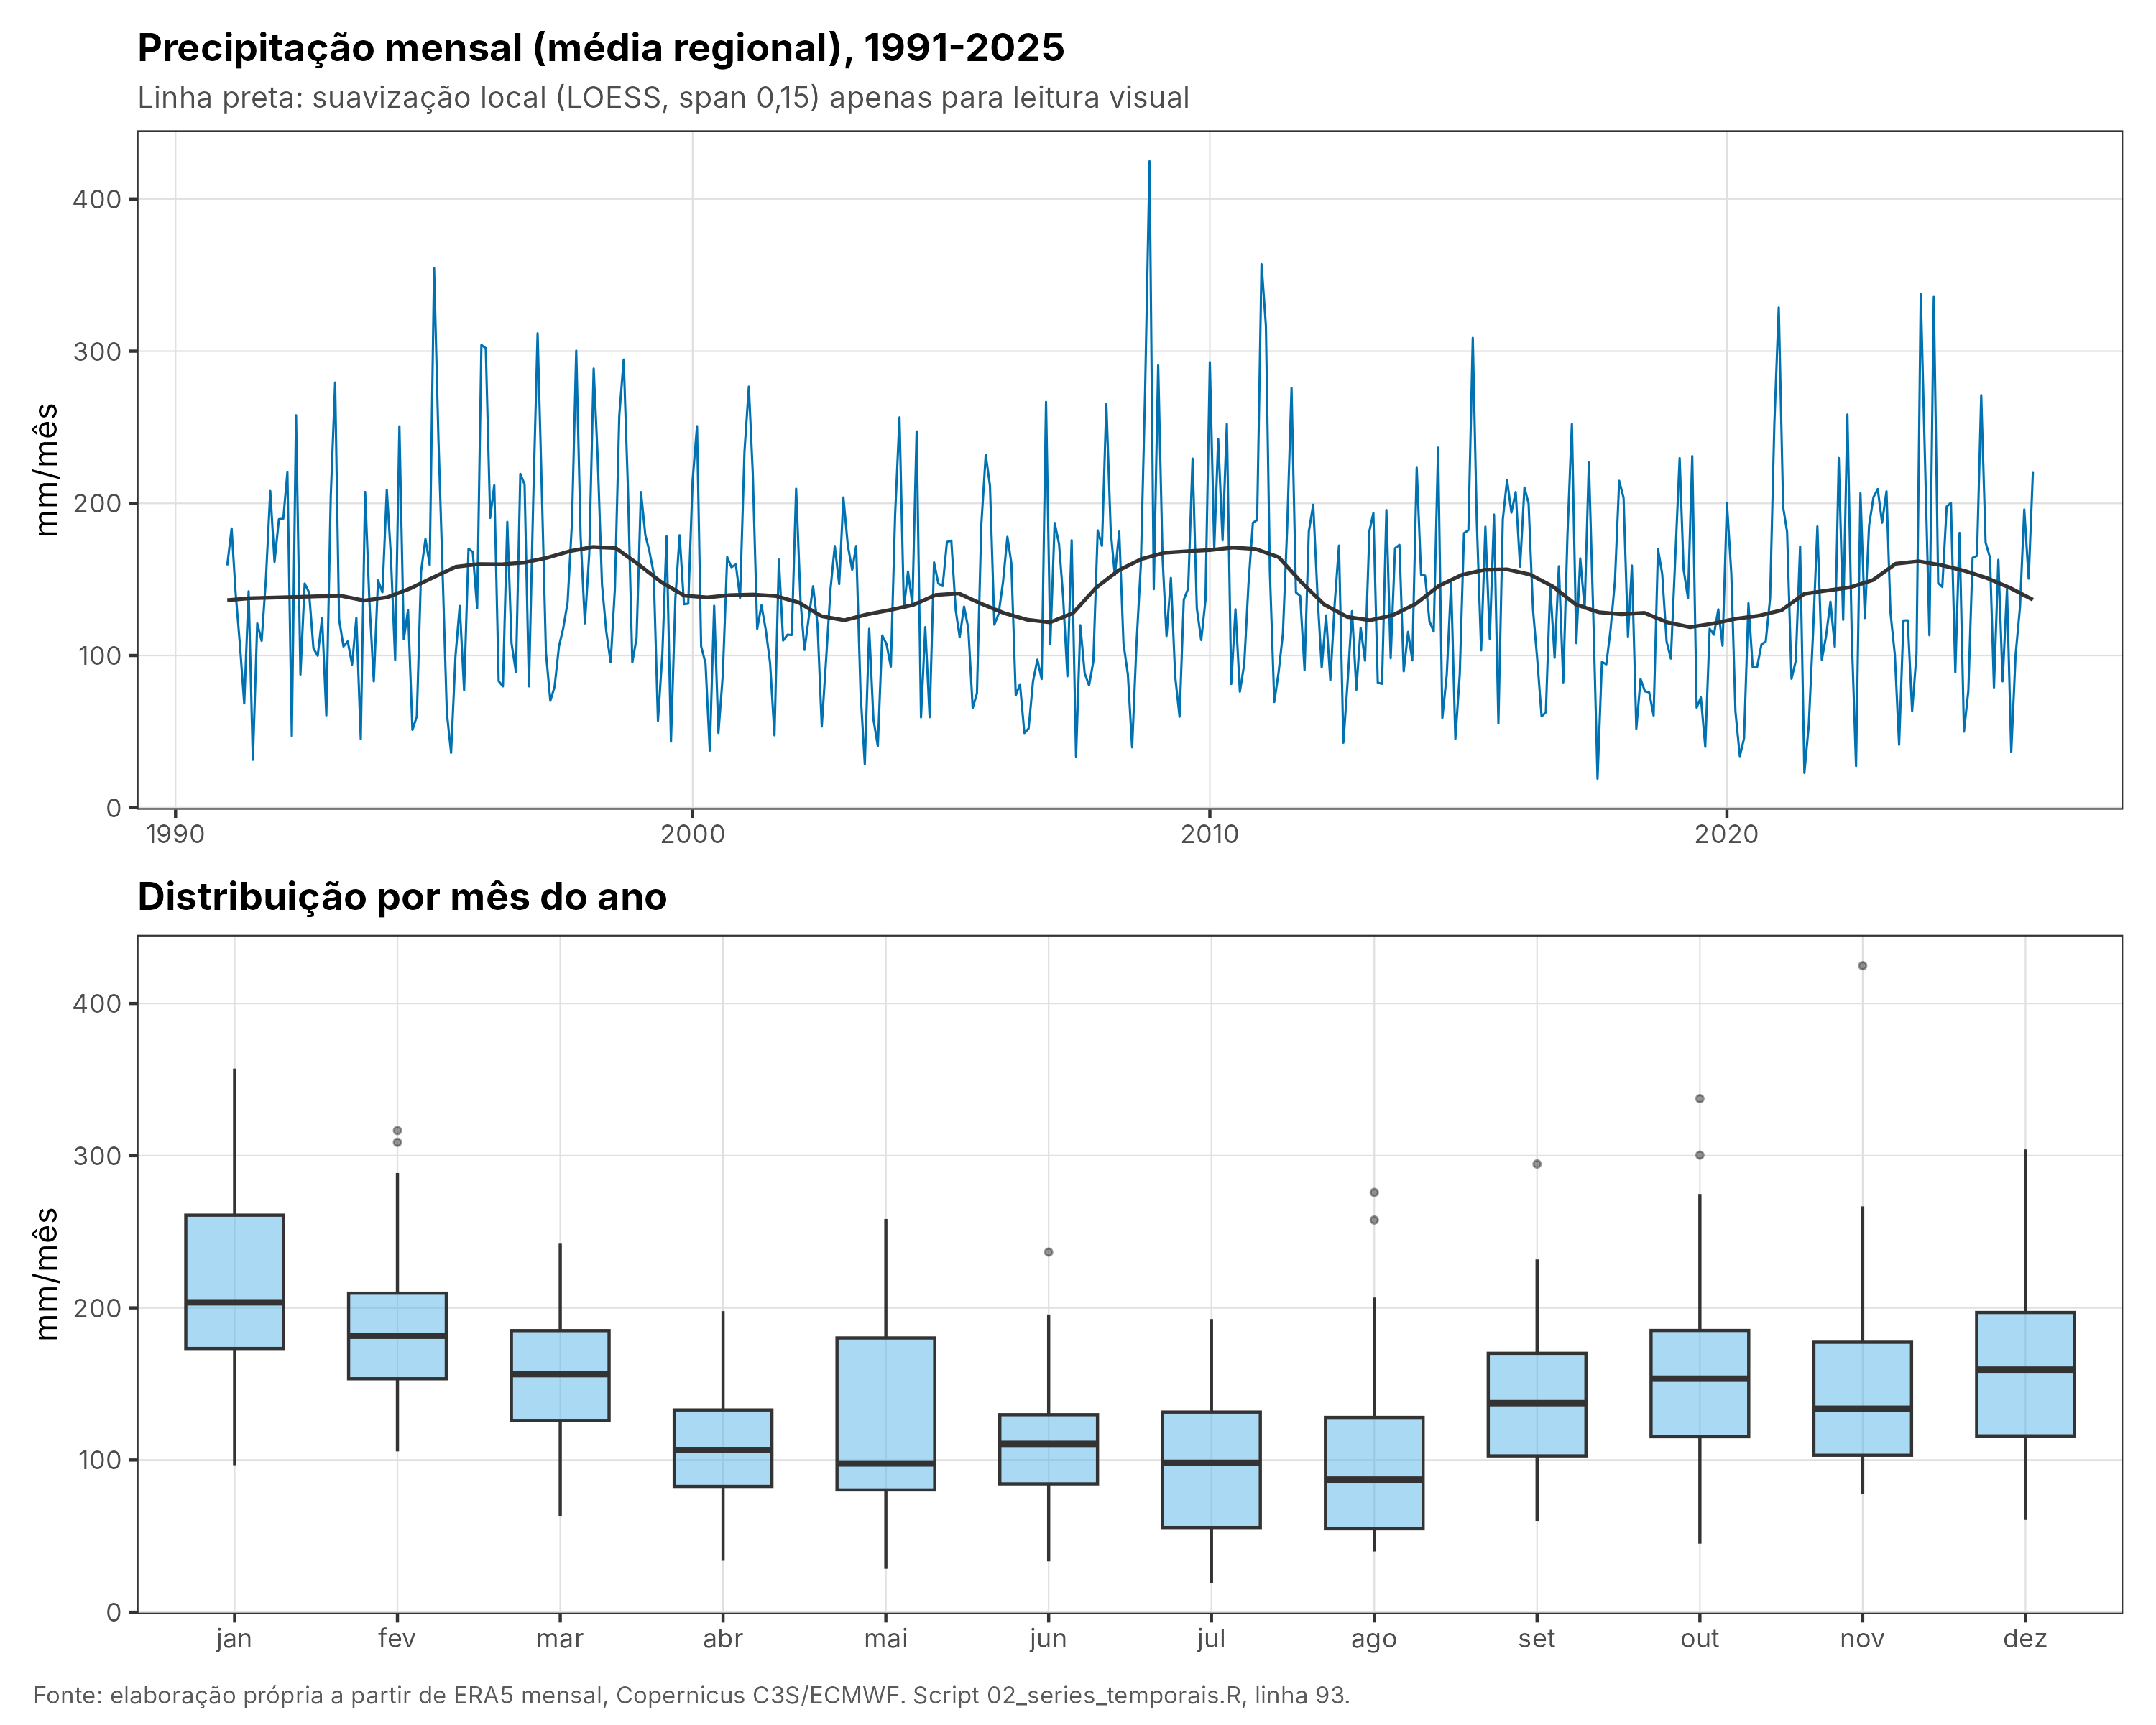 Precipitação mensal (média regional), 1991-2025
Linha preta: suavização local (LOESS, span 0,15) apenas para leitura visual
mm/mês
400
300
200
100
0
1990 2000 2010 2020
Distribuição por mês do ano
mm/mês
400
300
200
100
0
jan fev mar abr mai jun jul ago set out nov dez
Fonte: elaboração própria a partir de ERA5 mensal, Copernicus C3S/ECMWF. Script 02_series_temporais.R, linha 93.